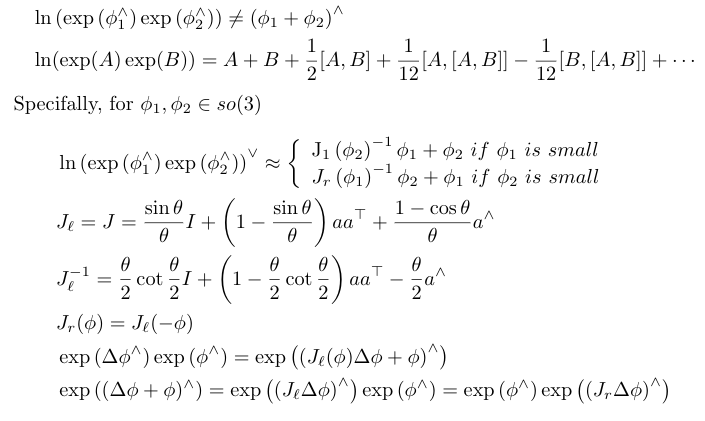 ln (exp (ϕ₁^∧) exp (ϕ₂^∧)) ≠ (ϕ₁ + ϕ₂)^∧
ln(exp(A) exp(B)) = A + B + 1/2[A, B] + 1/12[A, [A, B]] − 1/12[B, [A, B]] + ⋯
Specifally, for ϕ₁, ϕ₂ ∈ so(3)
ln (exp (ϕ₁^∧) exp (ϕ₂^∧))^∨ ≈ { J₁ (ϕ₂)^−1 ϕ₁ + ϕ₂ if ϕ₁ is small
J_r (ϕ₁)^−1 ϕ₂ + ϕ₁ if ϕ₂ is small
J_ℓ = J = sin θ/θ I + (1 − sin θ/θ) aa^⊤ + 1 − cos θ/θ a^∧
J_ℓ^−1 = θ/2 cot θ/2 I + (1 − θ/2 cot θ/2) aa^⊤ − θ/2 a^∧
J_r(ϕ) = J_ℓ(−ϕ)
exp (Δϕ^∧) exp (ϕ^∧) = exp ((J_ℓ(ϕ)Δϕ + ϕ)^∧)
exp ((Δϕ + ϕ)^∧) = exp ((J_ℓΔϕ)^∧) exp (ϕ^∧) = exp (ϕ^∧) exp ((J_rΔϕ)^∧)